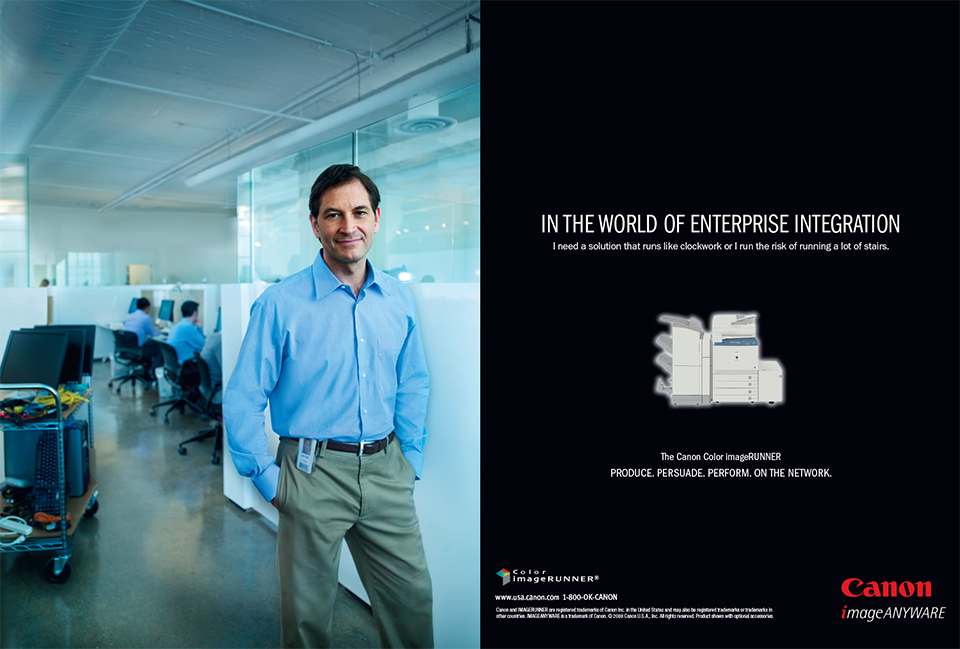 IN THE WORLD OF ENTERPRISE INTEGRATION
I need a solution that runs like clockwork or I run the risk of running a lot of stairs.
The Canon Color imageRUNNER
PRODUCE. PERSUADE. PERFORM. ON THE NETWORK.
Color
imageRUNNER®
www.usa.canon.com 1-800-OK-CANON
Canon and IMAGERUNNER are registered trademarks of Canon Inc. in the United States and may also be registered trademarks or trademarks in
other countries. IMAGEANYWARE is a trademark of Canon. © 2008 Canon U.S.A., Inc. All rights reserved. Product shown with optional accessories.
Canon
imageANYWARE